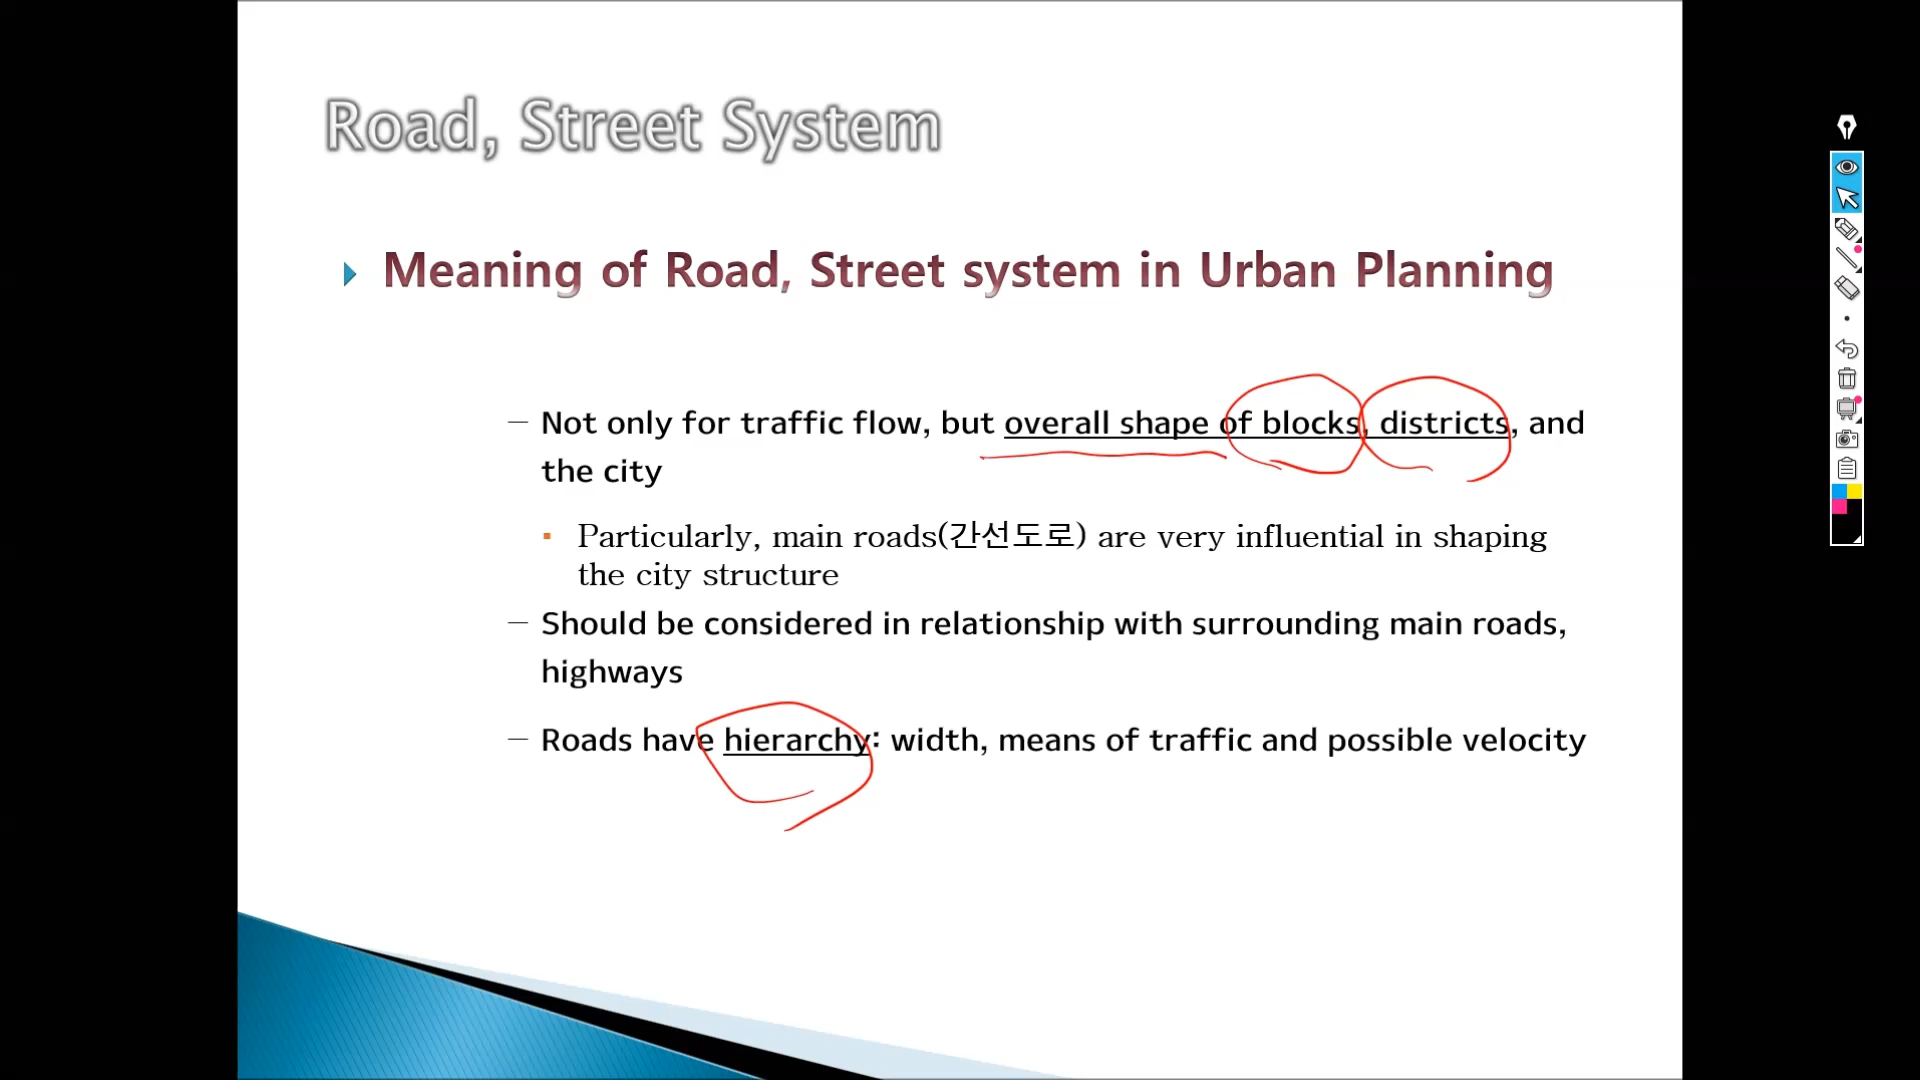 Road, Street System
Meaning of Road, Street system in Urban Planning
– Not only for traffic flow, but overall shape of blocks, districts, and
the city
▪ Particularly, main roads(간선도로) are very influential in shaping
the city structure
– Should be considered in relationship with surrounding main roads,
highways
– Roads have hierarchy: width, means of traffic and possible velocity